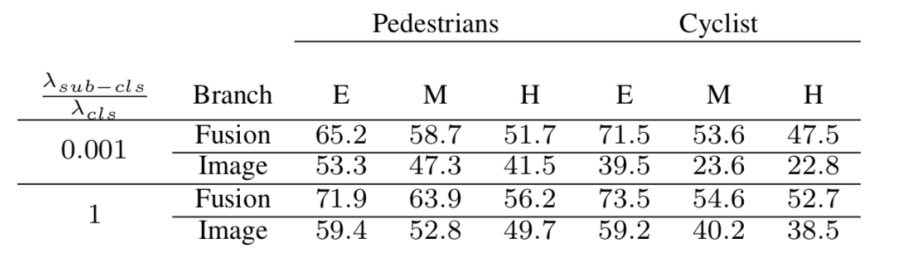 Pedestrians Cyclist
λsub−cls
λcls Branch E M H E M H
0.001 Fusion 65.2 58.7 51.7 71.5 53.6 47.5
Image 53.3 47.3 41.5 39.5 23.6 22.8
1 Fusion 71.9 63.9 56.2 73.5 54.6 52.7
Image 59.4 52.8 49.7 59.2 40.2 38.5